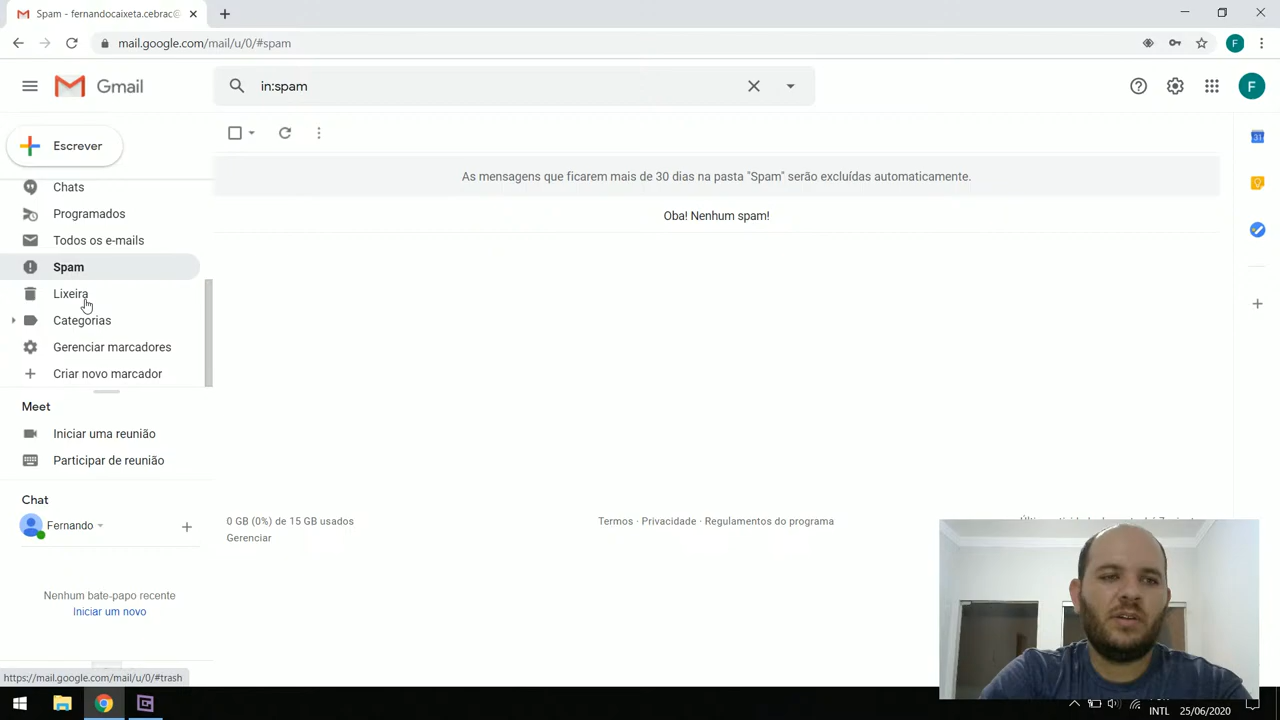 Spam - fernandocaixeta.cebrac@
mail.google.com/mail/u/0/#spam
F
Gmail
in:spam
F
Escrever
31
Chats
Programados
Todos os e-mails
Spam
Lixeira
Categorias
Gerenciar marcadores
Criar novo marcador
As mensagens que ficarem mais de 30 dias na pasta "Spam" serão excluídas automaticamente.
Oba! Nenhum spam!
Meet
Iniciar uma reunião
Participar de reunião
Chat
Fernando
Nenhum bate-papo recente
Iniciar um novo
0 GB (0%) de 15 GB usados
Gerenciar
Termos · Privacidade · Regulamentos do programa
https://mail.google.com/mail/u/0/#trash
INTL
25/06/2020